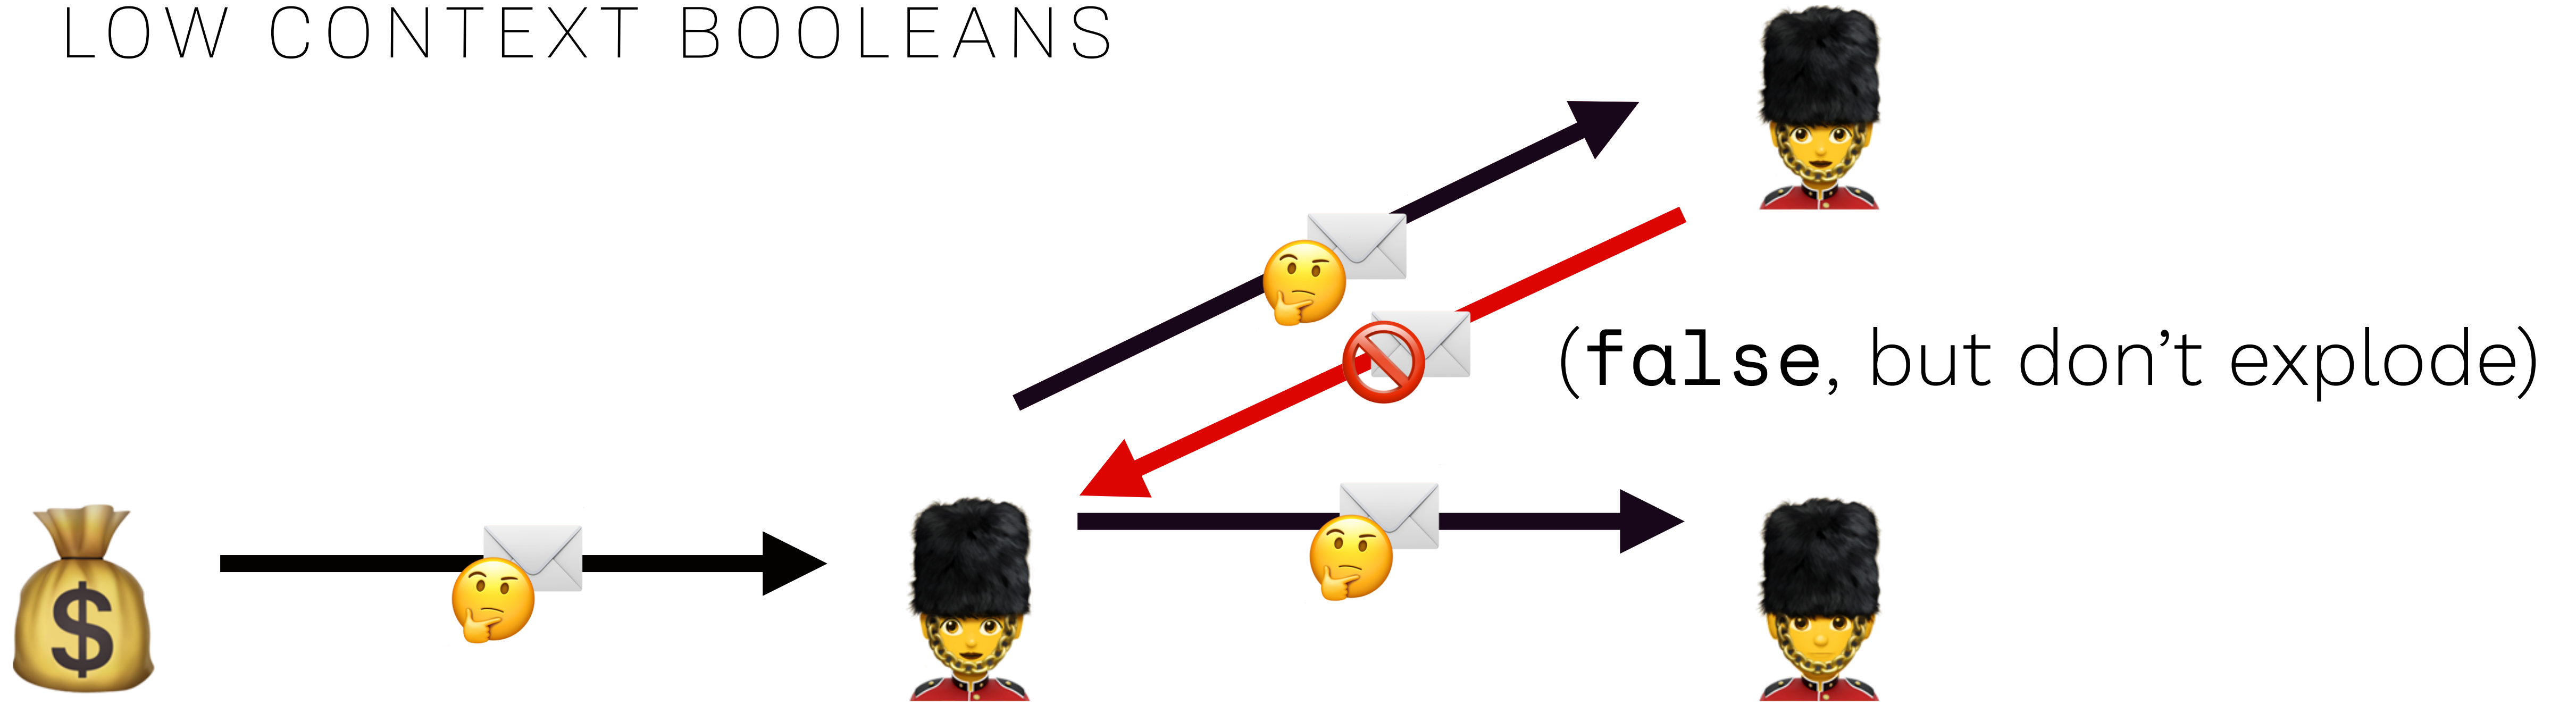 LOW CONTEXT BOOLEANS
(false, but don’t explode)
$